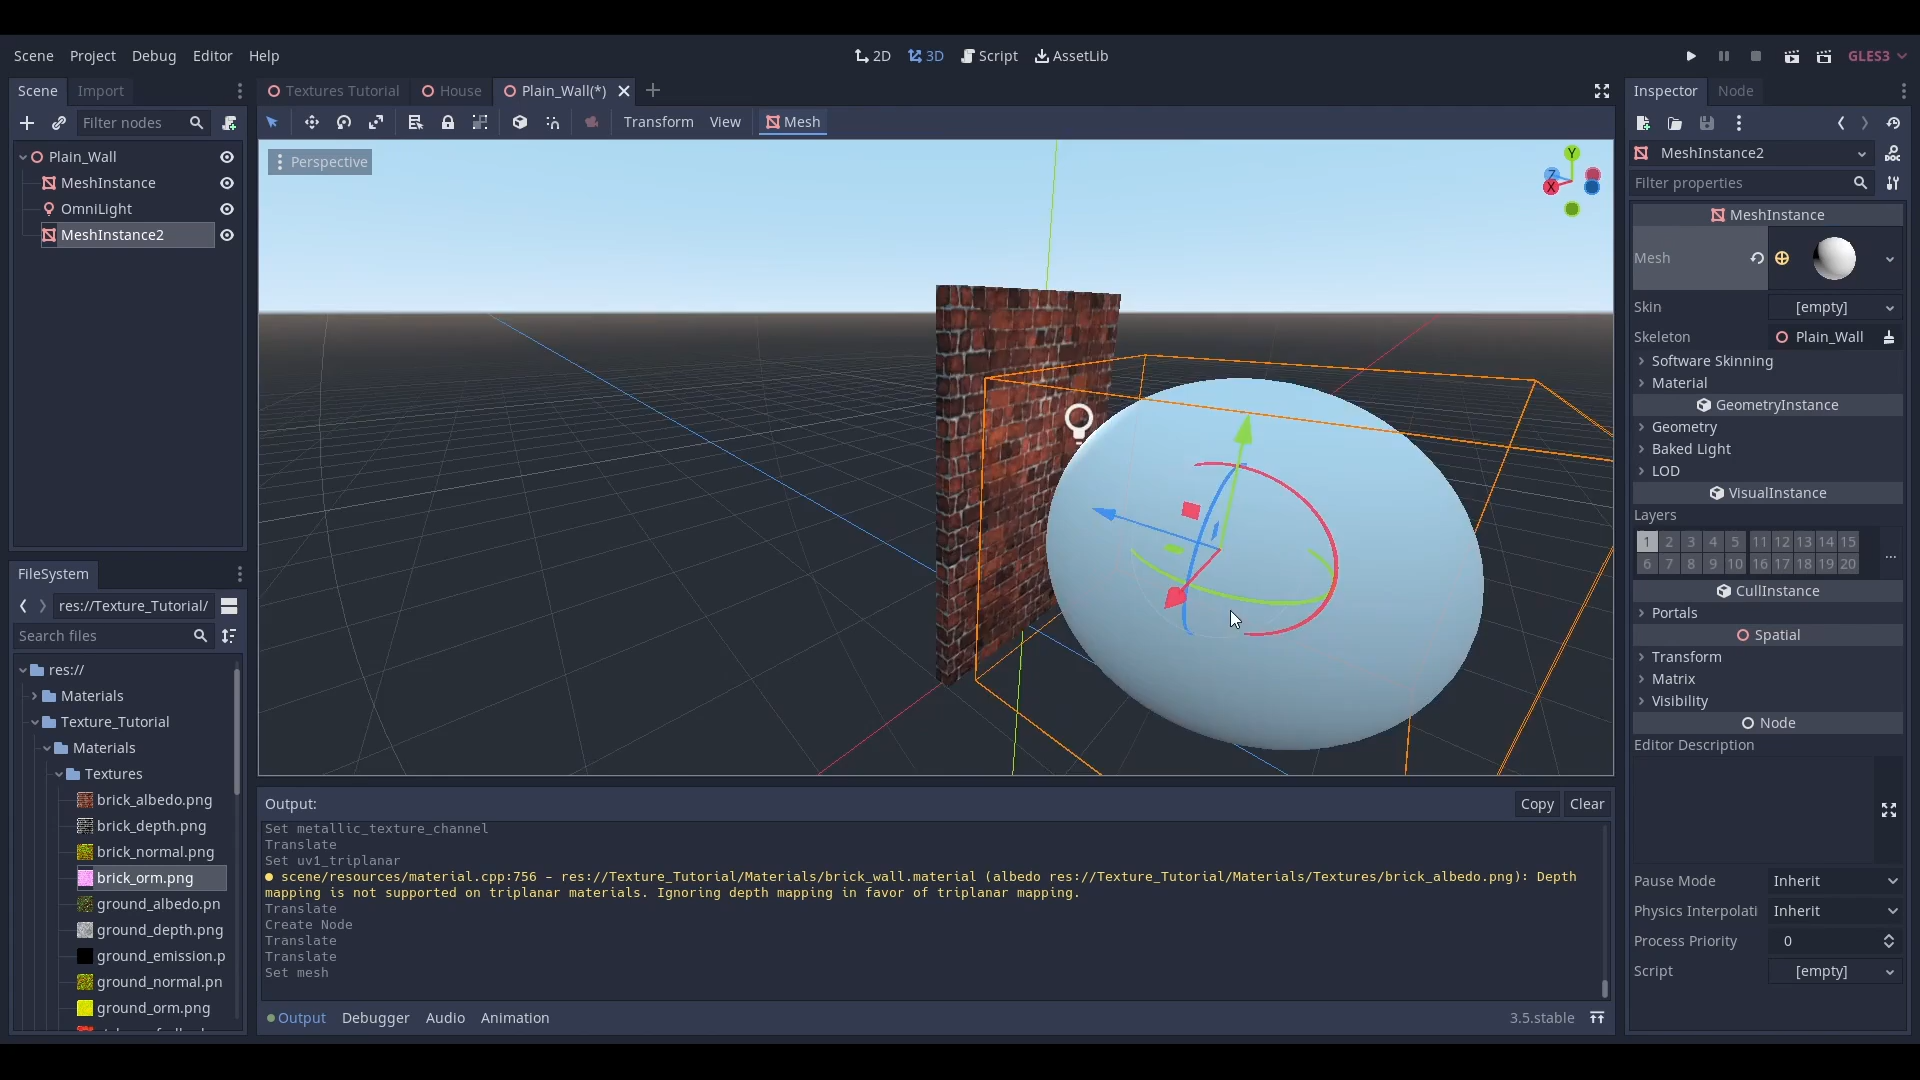 Scene Project Debug Editor Help
2D 3D Script AssetLib
GLES3
Scene Import
Filter nodes
Plain_Wall
MeshInstance
OmniLight
MeshInstance2
FileSystem
res://Texture_Tutorial/
Search files
res://
Materials
Texture_Tutorial
Materials
Textures
brick_albedo.png
brick_depth.png
brick_normal.png
brick_orm.png
ground_albedo.pn
ground_depth.png
ground_emission.p
ground_normal.pn
ground_orm.png
Textures Tutorial House Plain_Wall(*)
Transform View Mesh
Perspective
Y
Z
X
Output:
Copy Clear
Set metallic_texture_channel
Translate
Set uv1_triplanar
scene/resources/material.cpp:756 - res://Texture_Tutorial/Materials/brick_wall.material (albedo res://Texture_Tutorial/Materials/Textures/brick_albedo.png): Depth
mapping is not supported on triplanar materials. Ignoring depth mapping in favor of triplanar mapping.
Translate
Create Node
Translate
Translate
Set mesh
Output Debugger Audio Animation
3.5.stable
Inspector Node
MeshInstance2
Filter properties
MeshInstance
Mesh
Skin [empty]
Skeleton Plain_Wall
Software Skinning
Material
GeometryInstance
Geometry
Baked Light
LOD
VisualInstance
Layers
1 2 3 4 5 11 12 13 14 15
6 7 8 9 10 16 17 18 19 20
...
CullInstance
Portals
Spatial
Transform
Matrix
Visibility
Node
Editor Description
Pause Mode Inherit
Physics Interpolati Inherit
Process Priority 0
Script [empty]